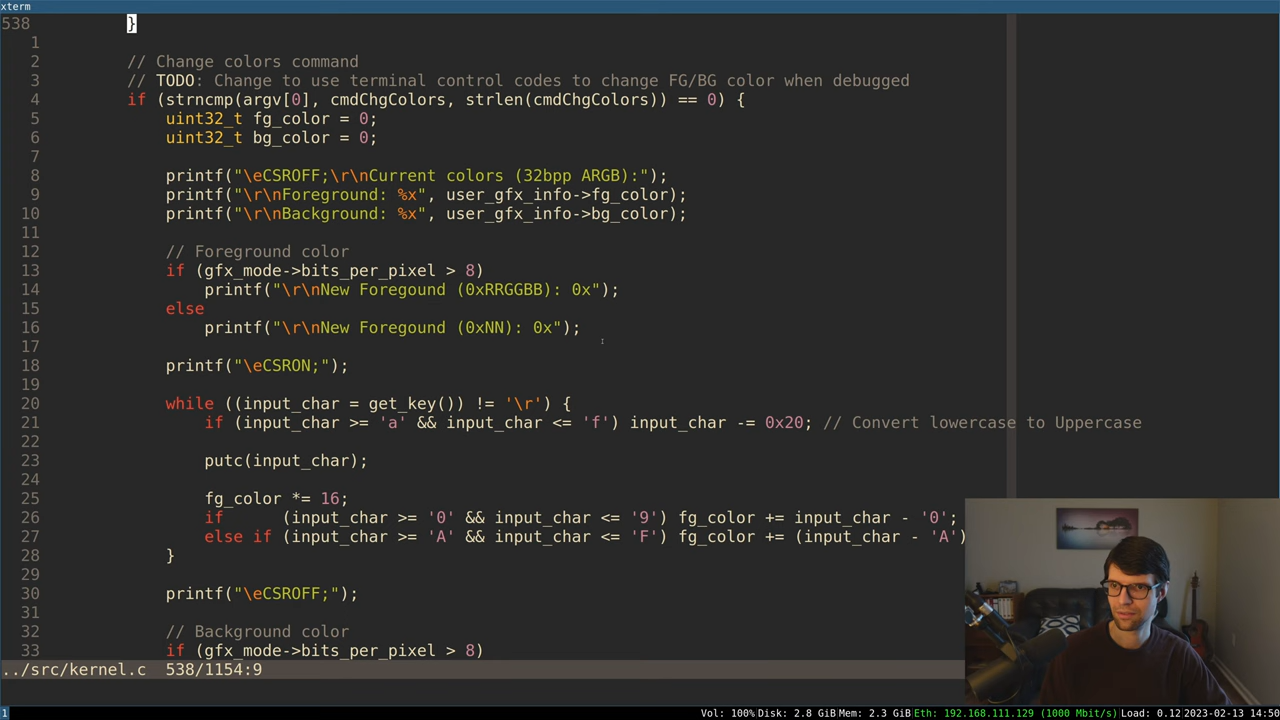 xterm
538         }
1
2         // Change colors command
3         // TODO: Change to use terminal control codes to change FG/BG color when debugged
4         if (strncmp(argv[0], cmdChgColors, strlen(cmdChgColors)) == 0) {
5             uint32_t fg_color = 0;
6             uint32_t bg_color = 0;
7
8             printf("\eCSROFF;\r\nCurrent colors (32bpp ARGB):");
9             printf("\r\nForeground: %x", user_gfx_info->fg_color);
10             printf("\r\nBackground: %x", user_gfx_info->bg_color);
11
12             // Foreground color
13             if (gfx_mode->bits_per_pixel > 8)
14                 printf("\r\nNew Foregound (0xRRGGBB): 0x");
15             else
16                 printf("\r\nNew Foregound (0xNN): 0x");
17
18             printf("\eCSRON;");
19
20             while ((input_char = get_key()) != '\r') {
21                 if (input_char >= 'a' && input_char <= 'f') input_char -= 0x20; // Convert lowercase to Uppercase
22
23                 putc(input_char);
24
25                 fg_color *= 16;
26                 if      (input_char >= '0' && input_char <= '9') fg_color += input_char - '0';
27                 else if (input_char >= 'A' && input_char <= 'F') fg_color += (input_char - 'A')
28             }
29
30             printf("\eCSROFF;");
31
32             // Background color
33             if (gfx_mode->bits_per_pixel > 8)
../src/kernel.c  538/1154:9
1 Vol: 100% Disk: 2.8 GiB Mem: 2.3 GiB Eth: 192.168.111.129 (1000 Mbit/s) Load: 0.12 2023-02-13 14:50